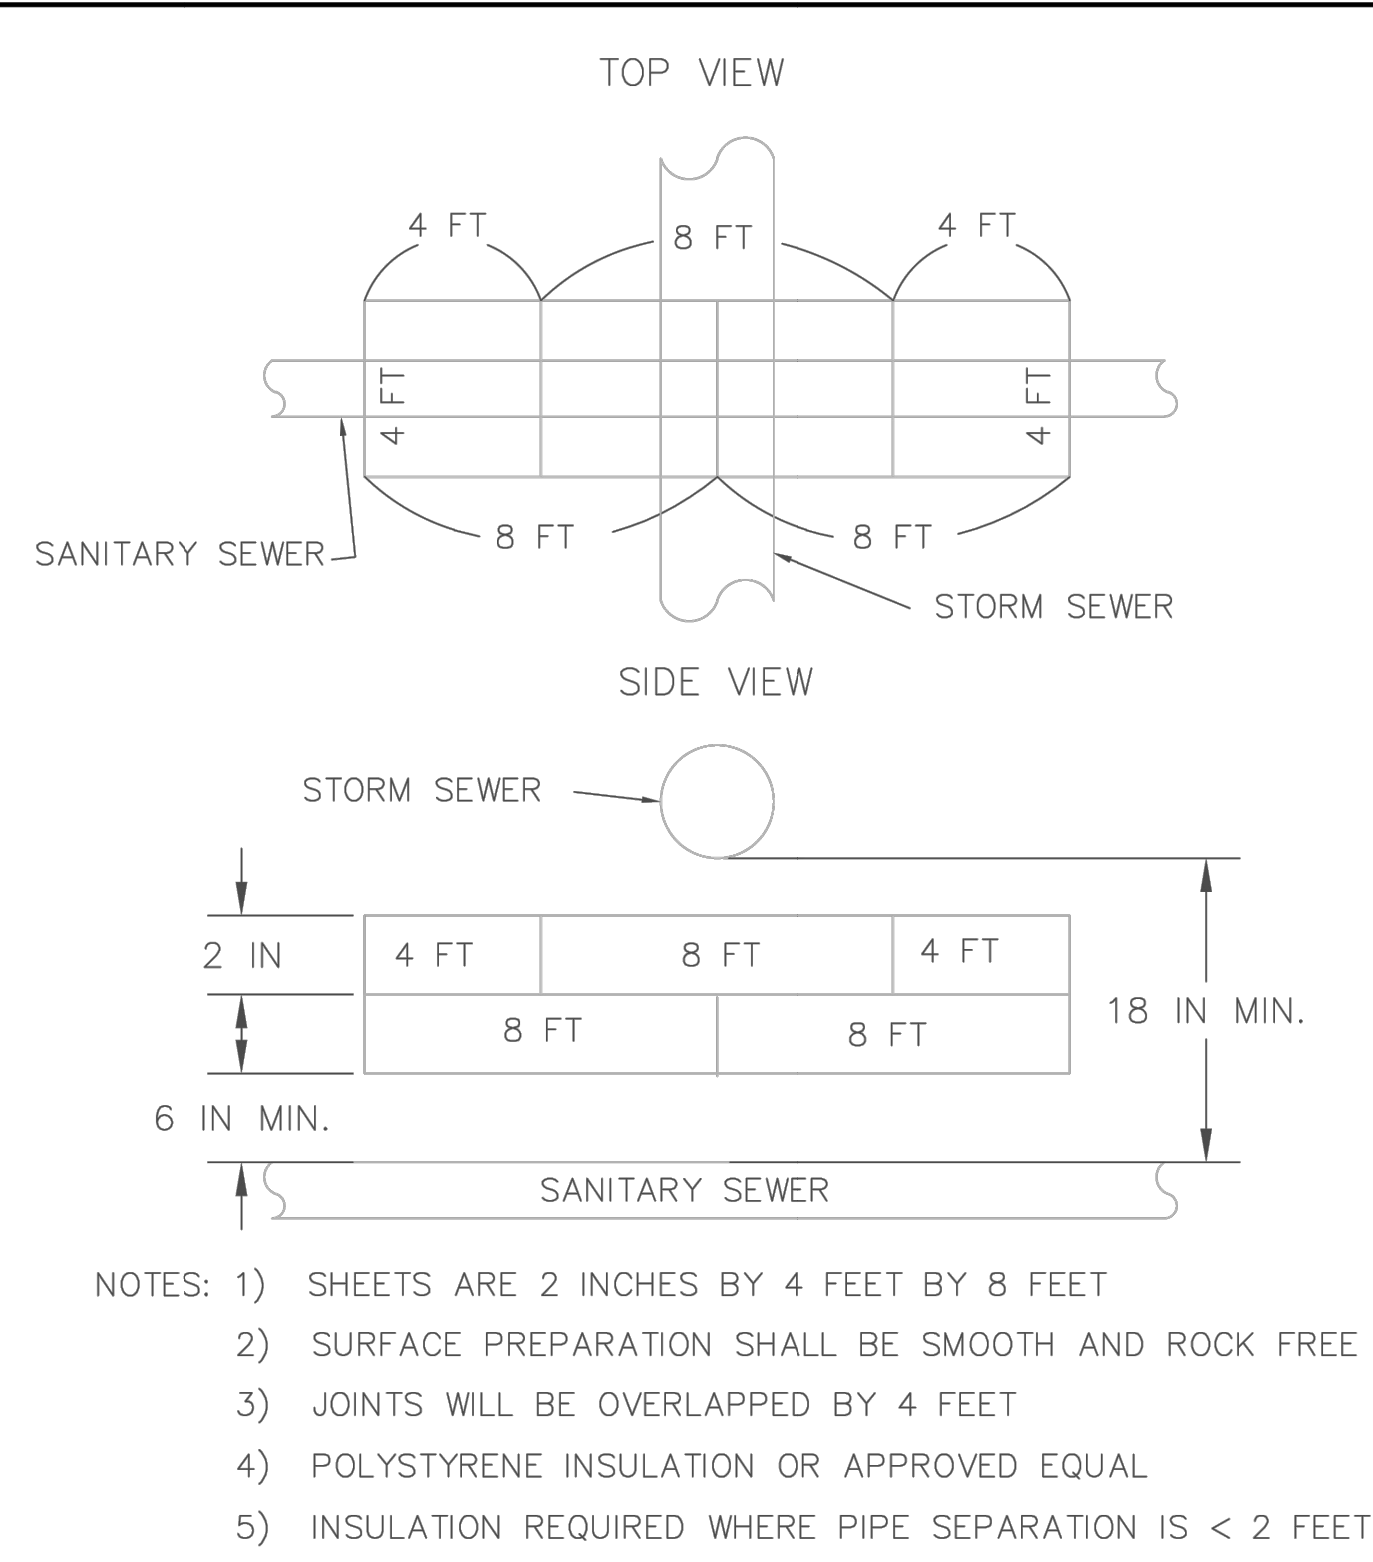 TOP VIEW
4 FT
8 FT
4 FT
4 FT
4 FT
8 FT
8 FT
SANITARY SEWER
STORM SEWER
SIDE VIEW
STORM SEWER
2 IN
4 FT
8 FT
4 FT
18 IN MIN.
8 FT
8 FT
6 IN MIN.
SANITARY SEWER
NOTES: 1) SHEETS ARE 2 INCHES BY 4 FEET BY 8 FEET
2) SURFACE PREPARATION SHALL BE SMOOTH AND ROCK FREE
3) JOINTS WILL BE OVERLAPPED BY 4 FEET
4) POLYSTYRENE INSULATION OR APPROVED EQUAL
5) INSULATION REQUIRED WHERE PIPE SEPARATION IS < 2 FEET